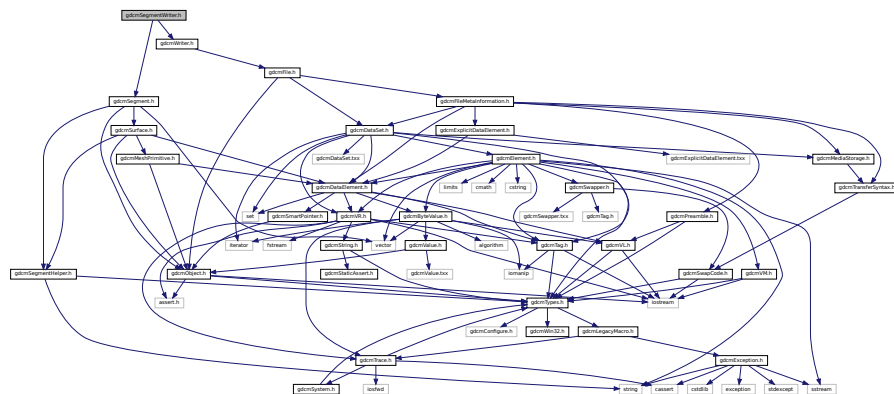 gdcmSegmentWriter.h
gdcmWriter.h
gdcmFile.h
gdcmSegment.h
gdcmFileMetaInformation.h
gdcmSurface.h
gdcmDataSet.h
gdcmExplicitDataElement.h
gdcmMeshPrimitive.h
gdcmDataSet.txx
gdcmElement.h
gdcmExplicitDataElement.txx
gdcmMediaStorage.h
gdcmDataElement.h
limits
cmath
cstring
gdcmSwapper.h
gdcmTransferSyntax.h
set
gdcmSmartPointer.h
gdcmVR.h
gdcmByteValue.h
gdcmSwapper.txx
gdcmTag.h
gdcmPreamble.h
iterator
fstream
gdcmString.h
vector
gdcmValue.h
algorithm
gdcmTag.h
gdcmVL.h
gdcmSegmentHelper.h
gdcmObject.h
gdcmStaticAssert.h
gdcmValue.txx
iomanip
gdcmSwapCode.h
gdcmVM.h
assert.h
gdcmTypes.h
iostream
gdcmConfigure.h
gdcmWin32.h
gdcmLegacyMacro.h
gdcmTrace.h
gdcmException.h
gdcmSystem.h
iosfwd
string
cassert
cstdlib
exception
stdexcept
sstream